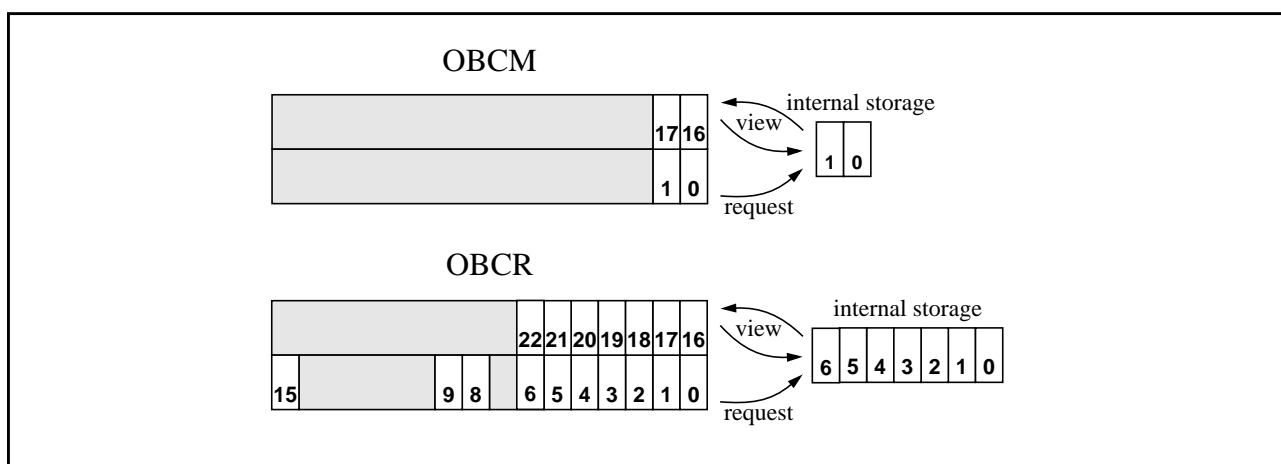 OBCM
internal storage
17 16
view
1 0
1 0
request
OBCR
internal storage
22 21 20 19 18 17 16
view
6 5 4 3 2 1 0
15 9 8 6 5 4 3 2 1 0
request